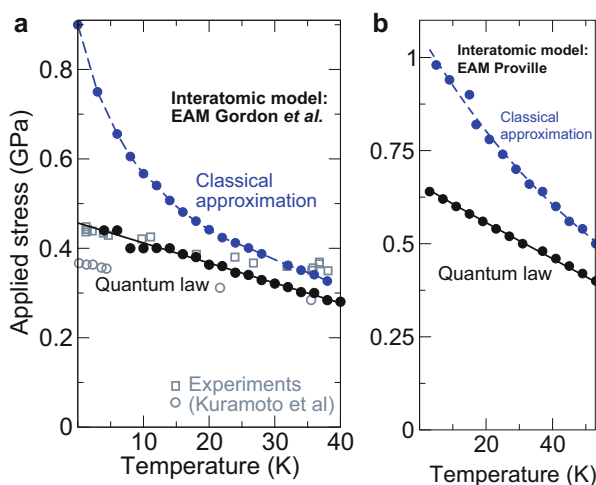 a
Applied stress (GPa)
0.8
0.6
0.4
0.2
0
Interatomic model:
EAM Gordon et al.
Classical
approximation
Quantum law
Experiments
(Kuramoto et al)
10
20
30
40
Temperature (K)
b
1
0.75
0.5
0.25
0
Interatomic model:
EAM Proville
Classical
approximation
Quantum law
20
40
Temperature (K)